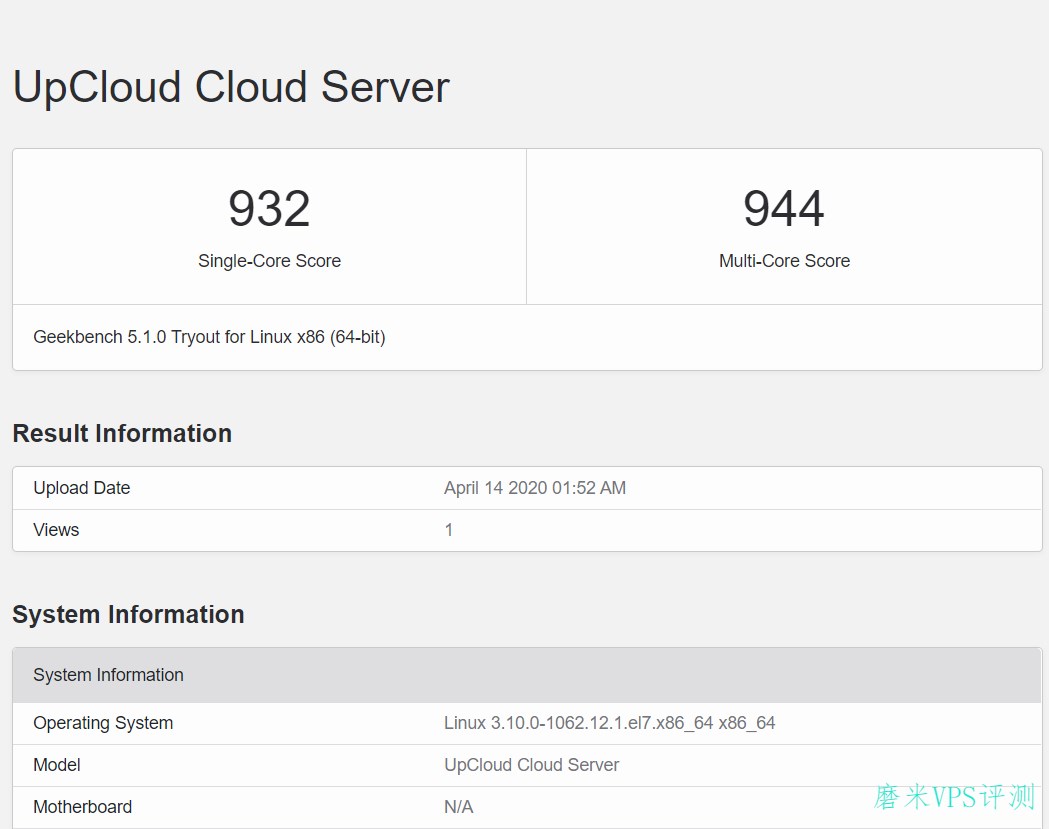 UpCloud Cloud Server
932
Single-Core Score
944
Multi-Core Score
Geekbench 5.1.0 Tryout for Linux x86 (64-bit)
Result Information
Upload Date April 14 2020 01:52 AM
Views 1
System Information
System Information
Operating System Linux 3.10.0-1062.12.1.el7.x86_64 x86_64
Model UpCloud Cloud Server
Motherboard N/A
磨米VPS评测